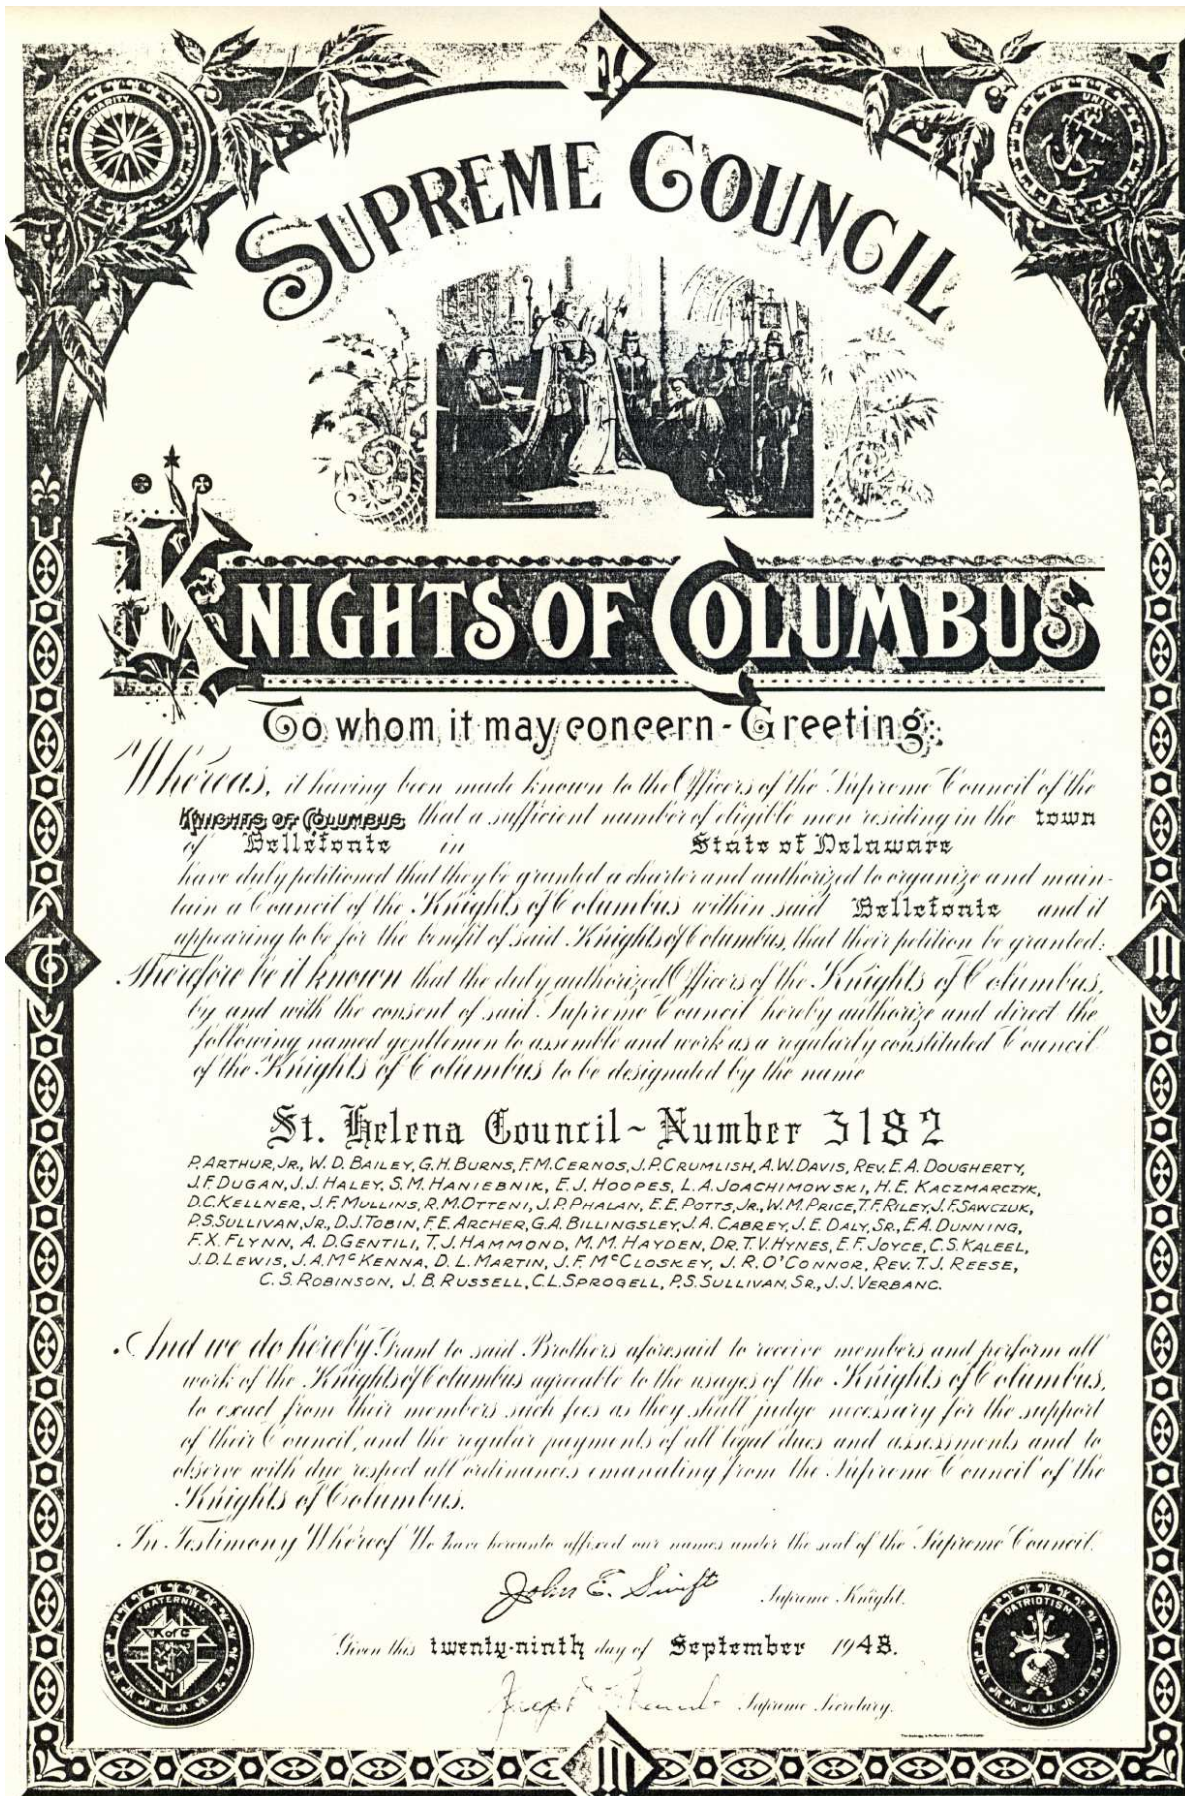 F.
CHARITY
UNITY
SUPREME COUNCIL
KNIGHTS OF COLUMBUS
To whom it may concern - Greeting:
Whereas, it having been made known to the Officers of the Supreme Council of the
KNIGHTS OF COLUMBUS that a sufficient number of eligible men residing in the town
of Bellefonte in State of Delaware
have duly petitioned that they be granted a charter and authorized to organize and main-
tain a Council of the Knights of Columbus within said Bellefonte and it
appearing to be for the benefit of said Knights of Columbus, that their petition be granted:
Therefore be it known that the duly authorized Officers of the Knights of Columbus,
by and with the consent of said Supreme Council hereby authorize and direct the
following named gentlemen to assemble and work as a regularly constituted Council
of the Knights of Columbus to be designated by the name
St. Helena Council ~ Number 3182
P. ARTHUR, JR., W. D. BAILEY, G. H. BURNS, F. M. CERNOS, J. P. CRUMLISH, A. W. DAVIS, REV. E. A. DOUGHERTY,
J. F. DUGAN, J. J. HALEY, S. M. HANIEBNIK, E. J. HOOPES, L. A. JOACHIMOWSKI, H. E. KACZMARCZYK,
D. C. KELLNER, J. F. MULLINS, R. M. OTTENI, J. P. PHALAN, E. E. POTTS, JR., W. M. PRICE, T. F. RILEY, J. F. SAWCZUK,
P. S. SULLIVAN, JR., D. J. TOBIN, F. E. ARCHER, G. A. BILLINGSLEY, J. A. CABREY, J. E. DALY, SR., E. A. DUNNING,
F. X. FLYNN, A. D. GENTILI, T. J. HAMMOND, M. M. HAYDEN, DR. T. V. HYNES, E. F. JOYCE, C. S. KALEEL,
J. D. LEWIS, J. A. McKENNA, D. L. MARTIN, J. F. McCLOSKEY, J. R. O'CONNOR, REV. T. J. REESE,
C. S. ROBINSON, J. B. RUSSELL, C. L. SPROGELL, P. S. SULLIVAN, SR., J. J. VERBANC.
And we do hereby Grant to said Brothers aforesaid to receive members and perform all
work of the Knights of Columbus agreeable to the usages of the Knights of Columbus,
to exact from their members such fees as they shall judge necessary for the support
of their Council, and the regular payments of all legal dues and assessments and to
observe with due respect all ordinances emanating from the Supreme Council of the
Knights of Columbus.
In Testimony Whereof We have hereunto affixed our names under the seal of the Supreme Council.
John E. Swift Supreme Knight.
Given this twenty-ninth day of September 1948.
Supreme Secretary.
FRATERNITY
K of C
PATRIOTISM